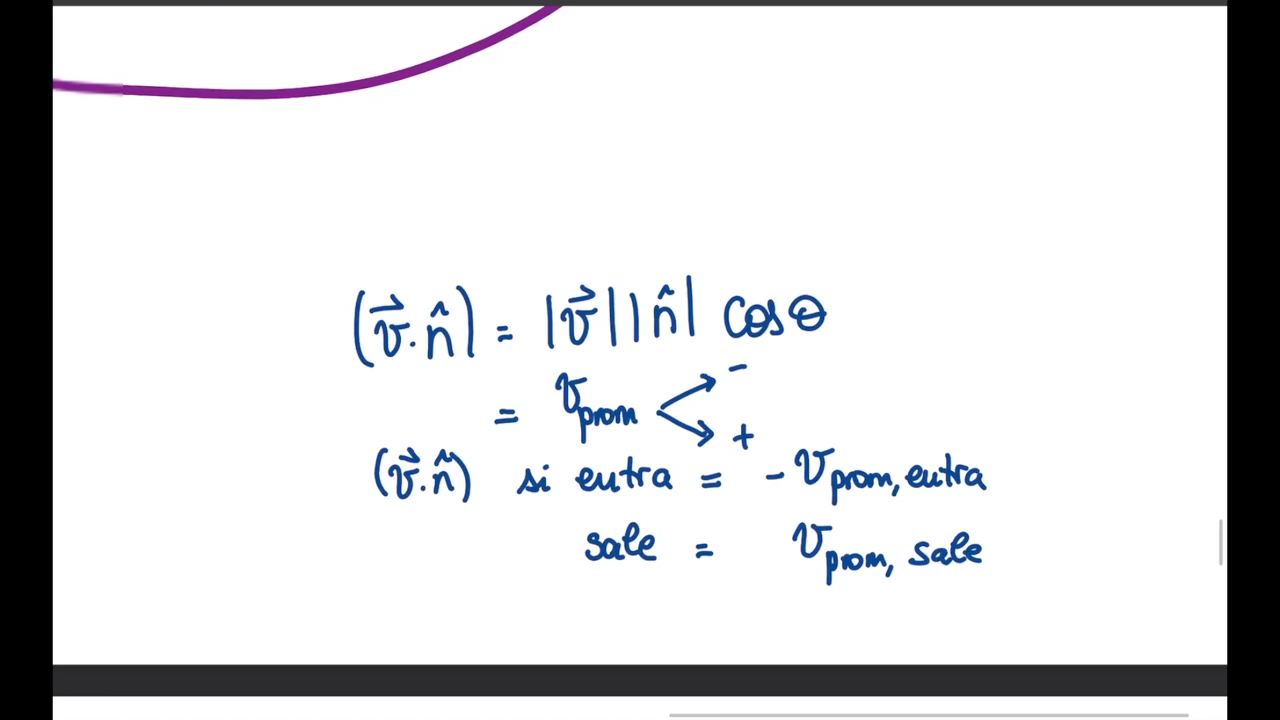 (v⃗·n̂) = |v⃗||n̂| cosθ
= v_prom < - +
(v⃗·n̂) si entra = -v_prom, entra
sale = v_prom, sale